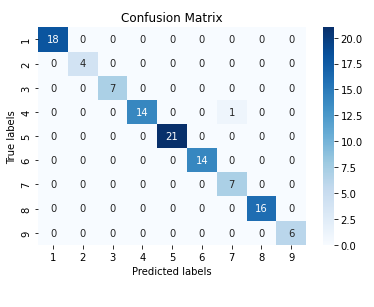 Confusion Matrix
True labels
1 18 0 0 0 0 0 0 0 0
2 0 4 0 0 0 0 0 0 0
3 0 0 7 0 0 0 0 0 0
4 0 0 0 14 0 0 1 0 0
5 0 0 0 0 21 0 0 0 0
6 0 0 0 0 0 14 0 0 0
7 0 0 0 0 0 0 7 0 0
8 0 0 0 0 0 0 0 16 0
9 0 0 0 0 0 0 0 0 6
1 2 3 4 5 6 7 8 9
Predicted labels
20.0
17.5
15.0
12.5
10.0
7.5
5.0
2.5
0.0